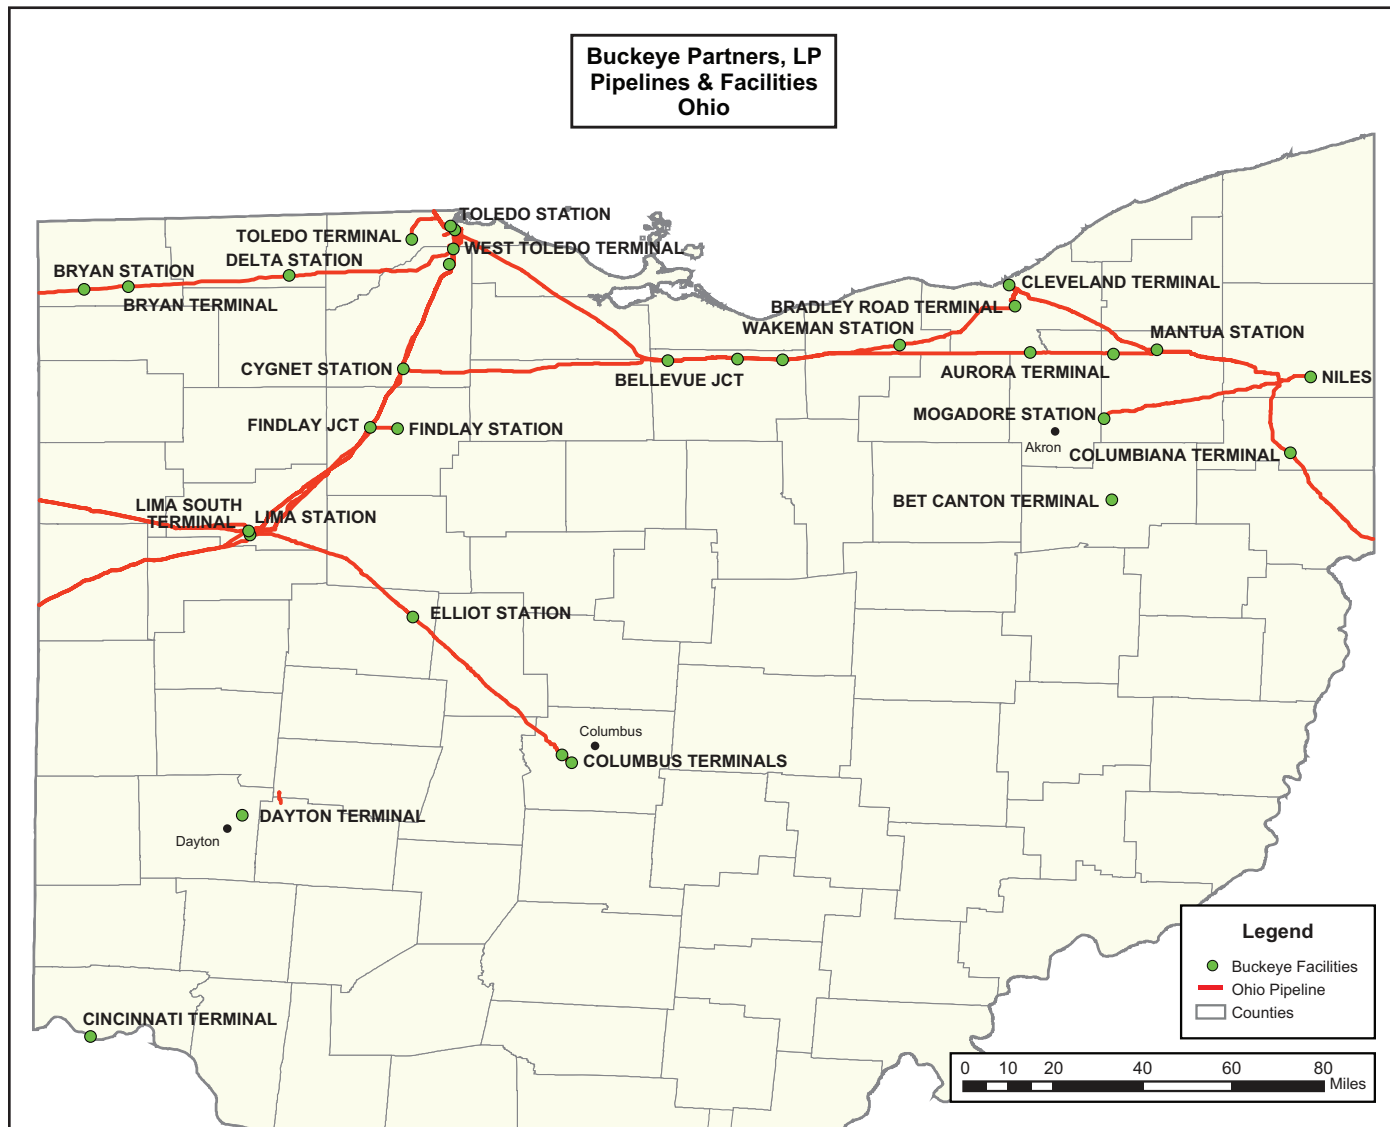 Buckeye Partners, LP
Pipelines & Facilities
Ohio
TOLEDO STATION
TOLEDO TERMINAL
WEST TOLEDO TERMINAL
DELTA STATION
BRYAN STATION
BRYAN TERMINAL
CLEVELAND TERMINAL
BRADLEY ROAD TERMINAL
WAKEMAN STATION
MANTUA STATION
CYGNET STATION
BELLEVUE JCT
AURORA TERMINAL
NILES
MOGADORE STATION
FINDLAY JCT
FINDLAY STATION
Akron
COLUMBIANA TERMINAL
BET CANTON TERMINAL
LIMA SOUTH
TERMINAL
LIMA STATION
ELLIOT STATION
Columbus
COLUMBUS TERMINALS
DAYTON TERMINAL
Dayton
CINCINNATI TERMINAL
Legend
Buckeye Facilities
Ohio Pipeline
Counties
0 10 20 40 60 80
Miles